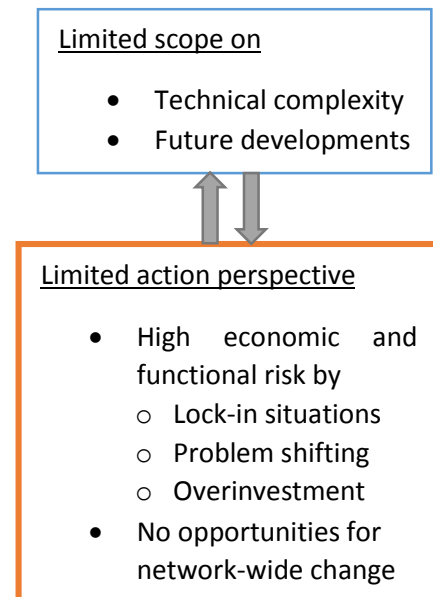 Limited scope on
• Technical complexity
• Future developments
Limited action perspective
• High economic and
functional risk by
o Lock-in situations
o Problem shifting
o Overinvestment
• No opportunities for
network-wide change